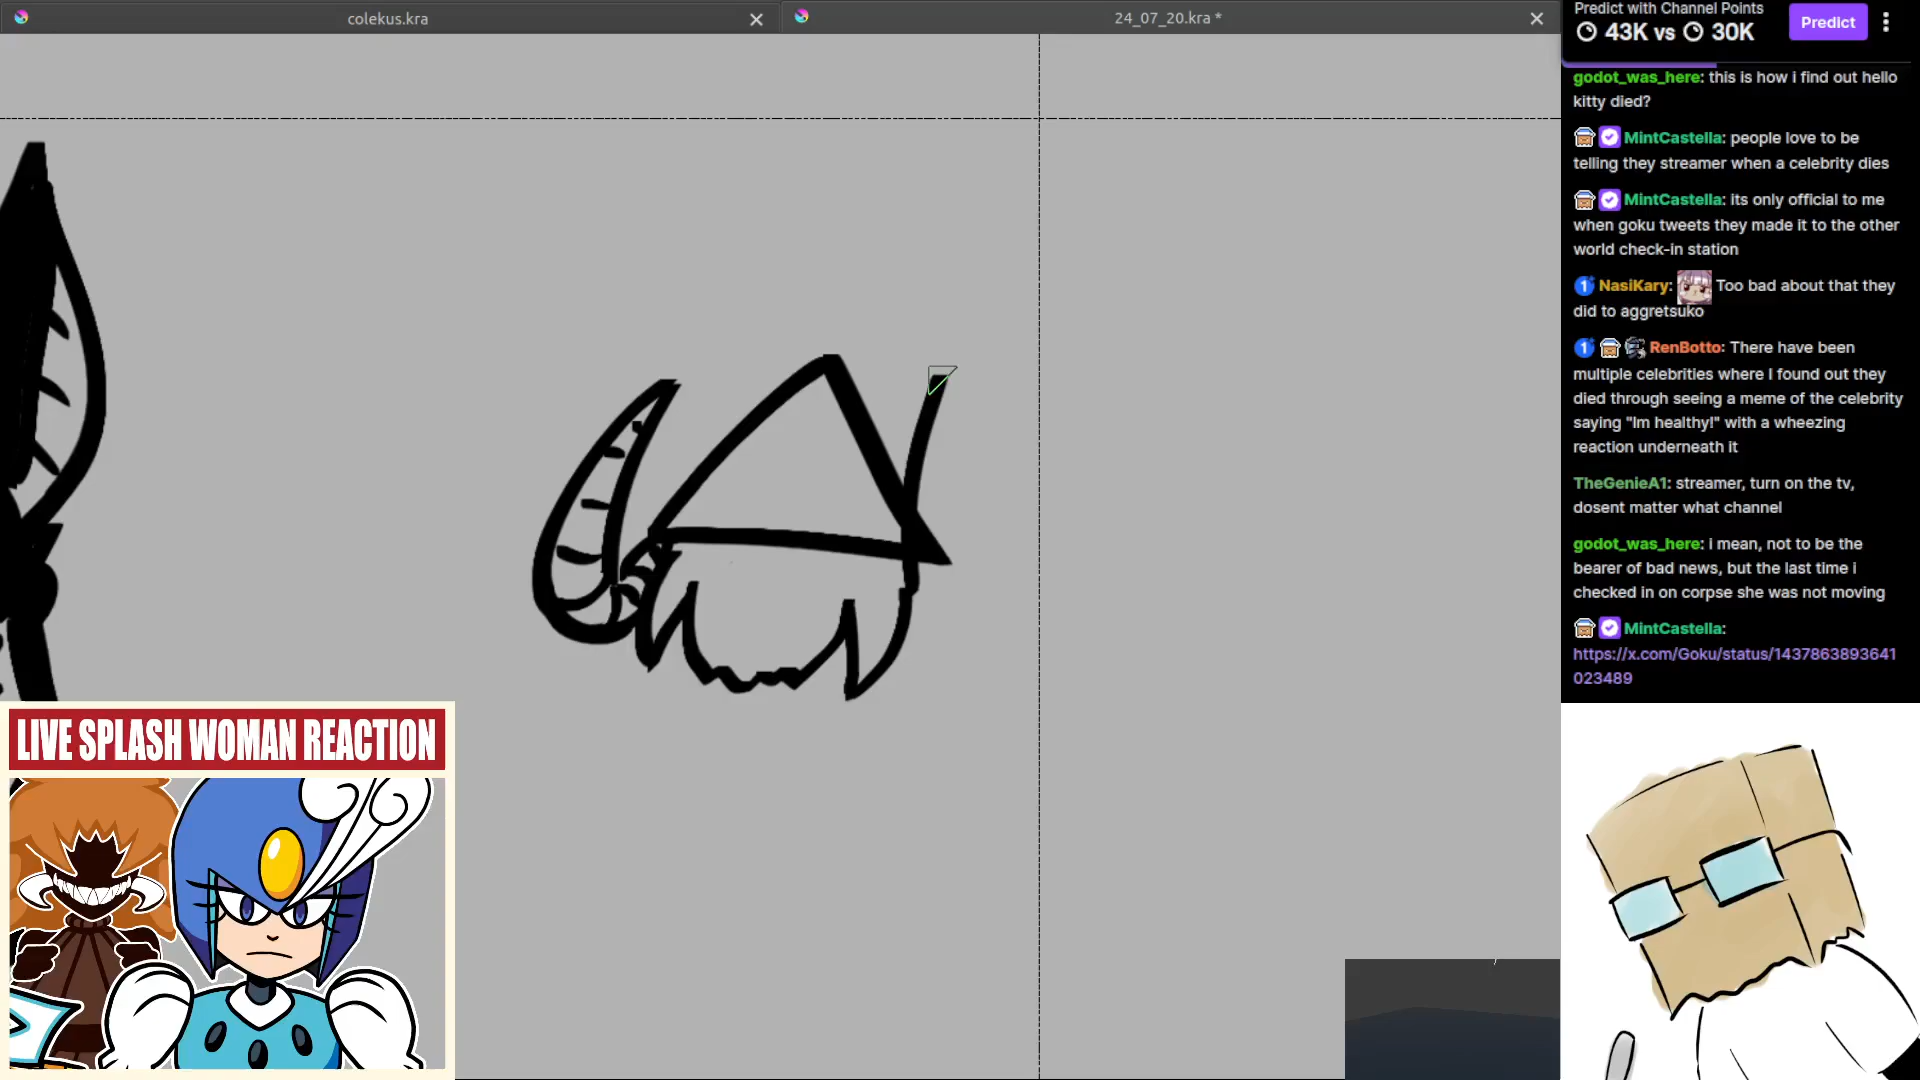 colekus.kra
24_07_20.kra *
Predict with Channel Points
43K vs 30K
Predict
godot_was_here: this is how i find out hello
kitty died?
MintCastella: people love to be
telling they streamer when a celebrity dies
MintCastella: its only official to me
when goku tweets they made it to the other
world check-in station
NasiKary: Too bad about that they
did to aggretsuko
RenBotto: There have been
multiple celebrities where I found out they
died through seeing a meme of the celebrity
saying "Im healthy!" with a wheezing
reaction underneath it
TheGenieA1: streamer, turn on the tv,
dosent matter what channel
godot_was_here: i mean, not to be the
bearer of bad news, but the last time i
checked in on corpse she was not moving
MintCastella:
https://x.com/Goku/status/1437863893641
023489
LIVE SPLASH WOMAN REACTION